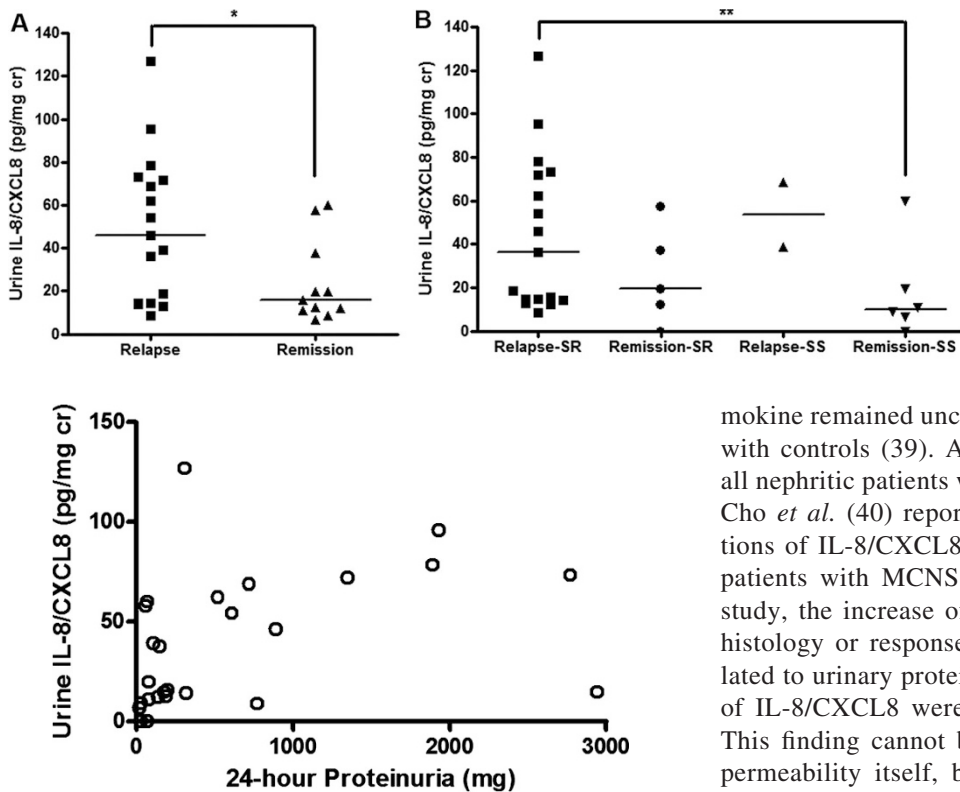 A
*
Urine IL-8/CXCL8 (pg/mg cr)
140
120
100
80
60
40
20
0
Relapse Remission
B
**
Urine IL-8/CXCL8 (pg/mg cr)
140
120
100
80
60
40
20
0
Relapse-SR Remission-SR Relapse-SS Remission-SS
Urine IL-8/CXCL8 (pg/mg cr)
150
100
50
0
0 1000 2000 3000
24-hour Proteinuria (mg)
mokine remained unc
with controls (39). A
all nephritic patients
Cho et al. (40) repor
tions of IL-8/CXCL8
patients with MCNS
study, the increase o
histology or response
lated to urinary protei
of IL-8/CXCL8 were
This finding cannot b
permeability itself, b